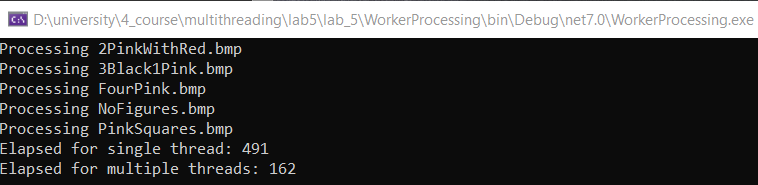 D:\university\4_course\multithreading\lab5\lab_5\WorkerProcessing\bin\Debug\net7.0\WorkerProcessing.exe
Processing 2PinkWithRed.bmp
Processing 3Black1Pink.bmp
Processing FourPink.bmp
Processing NoFigures.bmp
Processing PinkSquares.bmp
Elapsed for single thread: 491
Elapsed for multiple threads: 162